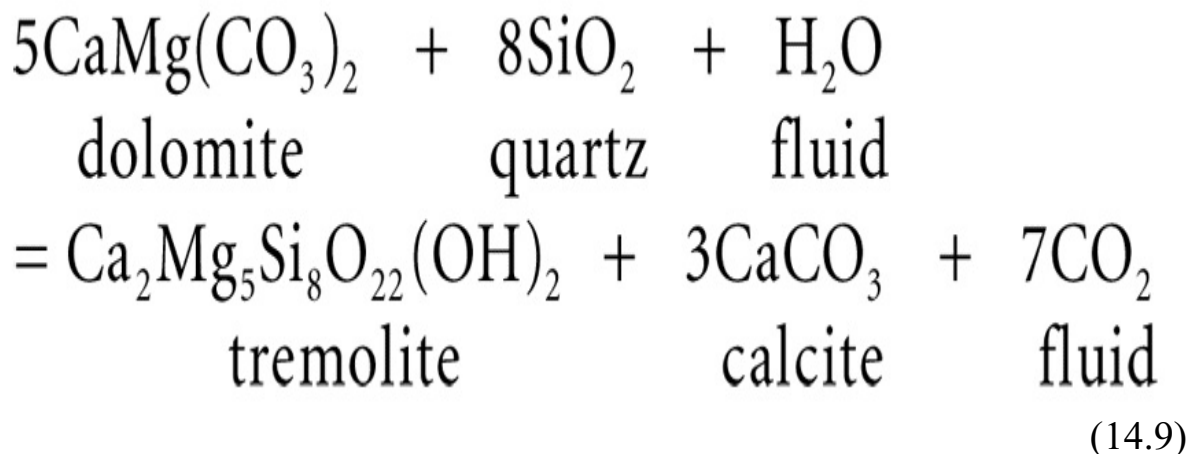 5CaMg(CO₃)₂ + 8SiO₂ + H₂O
dolomite quartz fluid
= Ca₂Mg₅Si₈O₂₂(OH)₂ + 3CaCO₃ + 7CO₂
tremolite calcite fluid
(14.9)